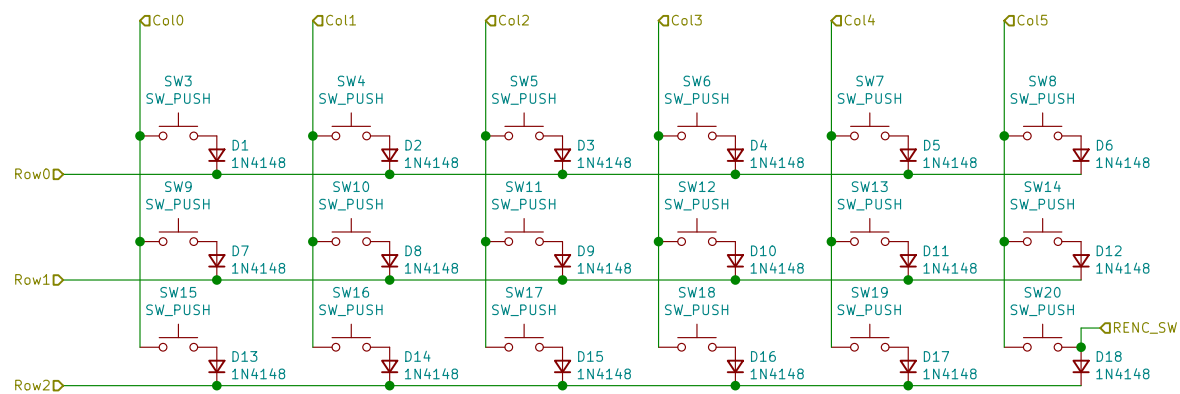 Col0 Col1 Col2 Col3 Col4 Col5
SW3 SW4 SW5 SW6 SW7 SW8
SW_PUSH SW_PUSH SW_PUSH SW_PUSH SW_PUSH SW_PUSH
D1 D2 D3 D4 D5 D6
1N4148 1N4148 1N4148 1N4148 1N4148 1N4148
Row0
SW9 SW10 SW11 SW12 SW13 SW14
SW_PUSH SW_PUSH SW_PUSH SW_PUSH SW_PUSH SW_PUSH
D7 D8 D9 D10 D11 D12
1N4148 1N4148 1N4148 1N4148 1N4148 1N4148
Row1
SW15 SW16 SW17 SW18 SW19 SW20
SW_PUSH SW_PUSH SW_PUSH SW_PUSH SW_PUSH SW_PUSH
RENC_SW
D13 D14 D15 D16 D17 D18
1N4148 1N4148 1N4148 1N4148 1N4148 1N4148
Row2